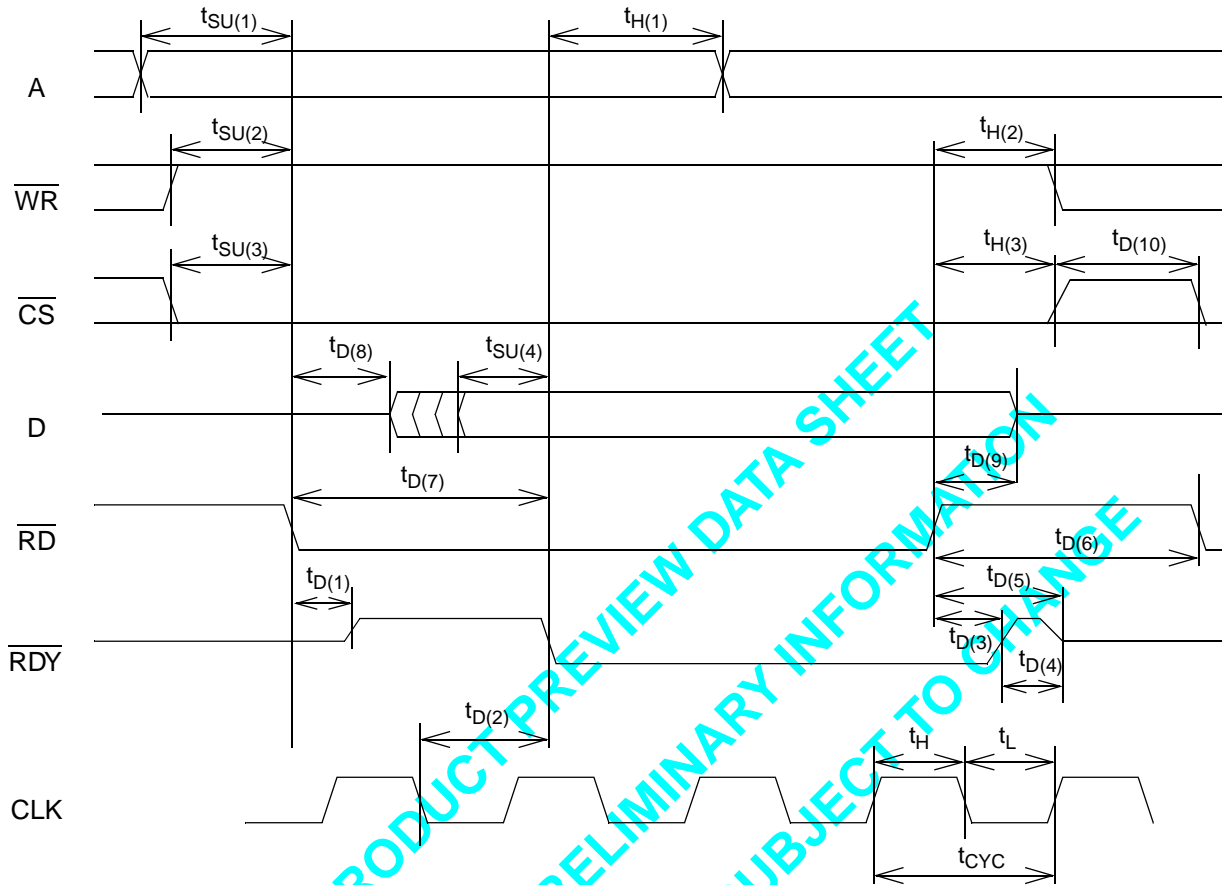 tSU(1)
tH(1)
A
tSU(2)
tH(2)
WR
tSU(3)
tH(3)
tD(10)
CS
tD(8)
tSU(4)
D
tD(9)
tD(7)
RD
tD(6)
tD(1)
tD(5)
tD(3)
RDY
tD(4)
tD(2)
tH
tL
CLK
tCYC
PRODUCT PREVIEW DATA SHEET
PRELIMINARY INFORMATION
SUBJECT TO CHANGE